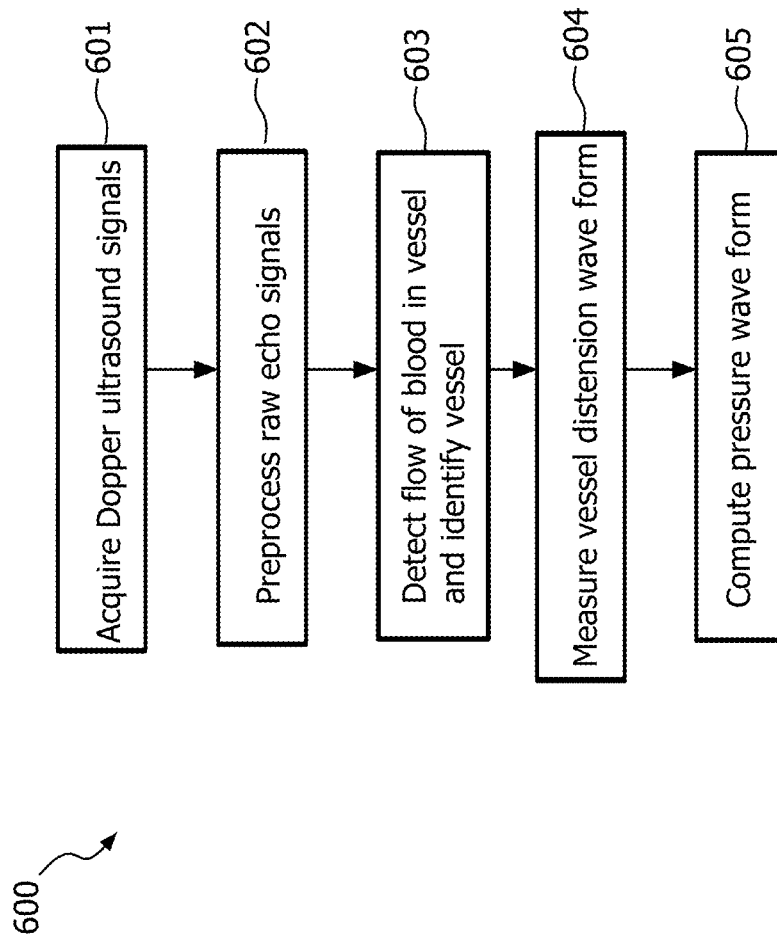 600
Acquire Dopper ultrasound signals
601
Preprocess raw echo signals
602
Detect flow of blood in vessel
and identify vessel
603
Measure vessel distension wave form
604
Compute pressure wave form
605